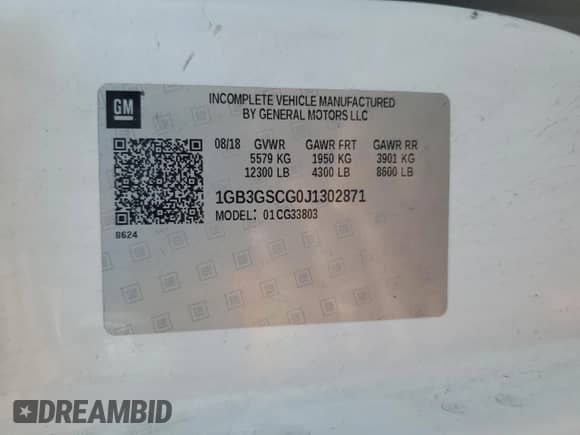 GM
INCOMPLETE VEHICLE MANUFACTURED
BY GENERAL MOTORS LLC
08/18 GVWR GAWR FRT GAWR RR
5579 KG 1950 KG 3901 KG
12300 LB 4300 LB 8600 LB
1GB3GSCG0J1302871
MODEL: 01CG33803
8624
DREAMBID